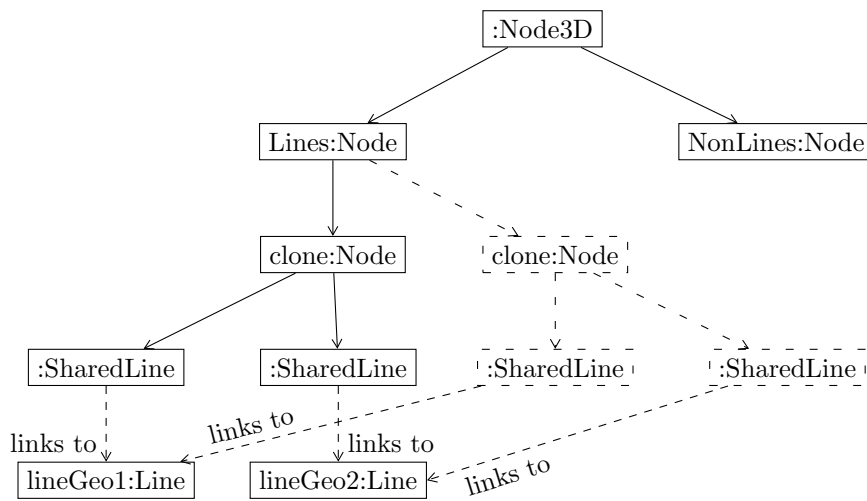 :Node3D
Lines:Node
NonLines:Node
clone:Node
clone:Node
:SharedLine
:SharedLine
:SharedLine
:SharedLine
links to
links to
links to
links to
lineGeo1:Line
lineGeo2:Line